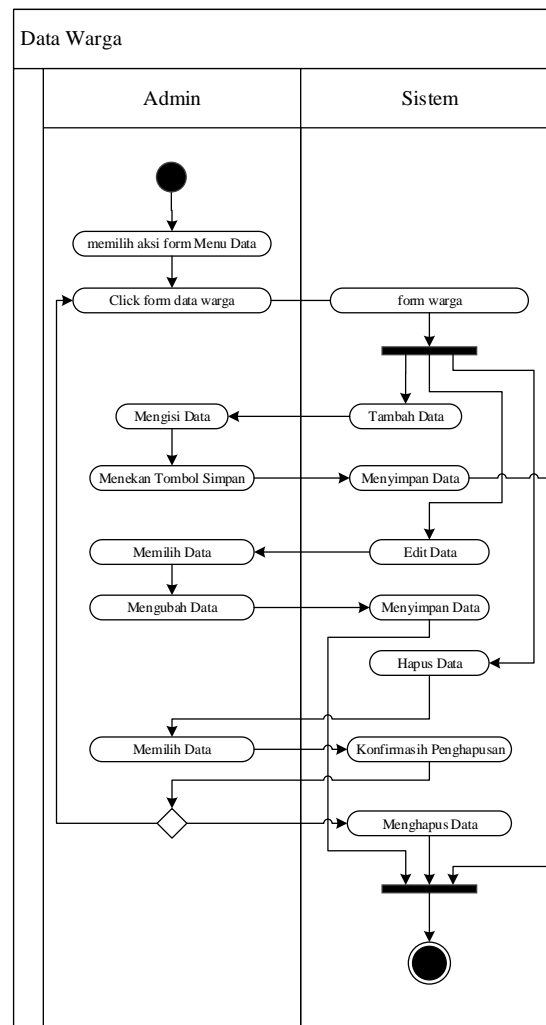 Data Warga
Admin
Sistem
memilih aksi form Menu Data
Click form data warga
form warga
Mengisi Data
Tambah Data
Menekan Tombol Simpan
Menyimpan Data
Memilih Data
Edit Data
Mengubah Data
Menyimpan Data
Hapus Data
Memilih Data
Konfirmasih Penghapusan
Menghapus Data